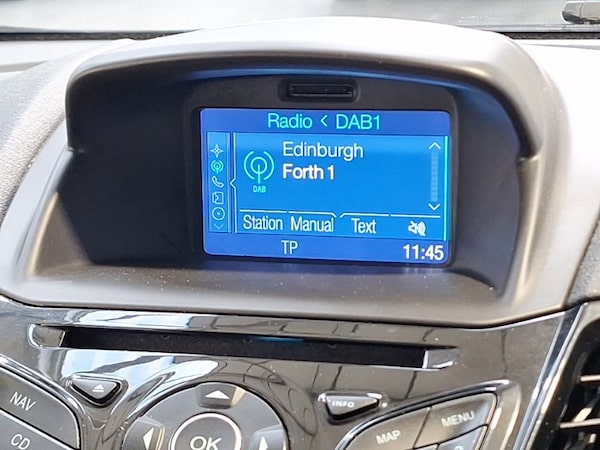 Radio < DAB1
Edinburgh
Forth 1
DAB
Station Manual Text
TP 11:45
NAV
CD
OK
INFO
MAP
MENU